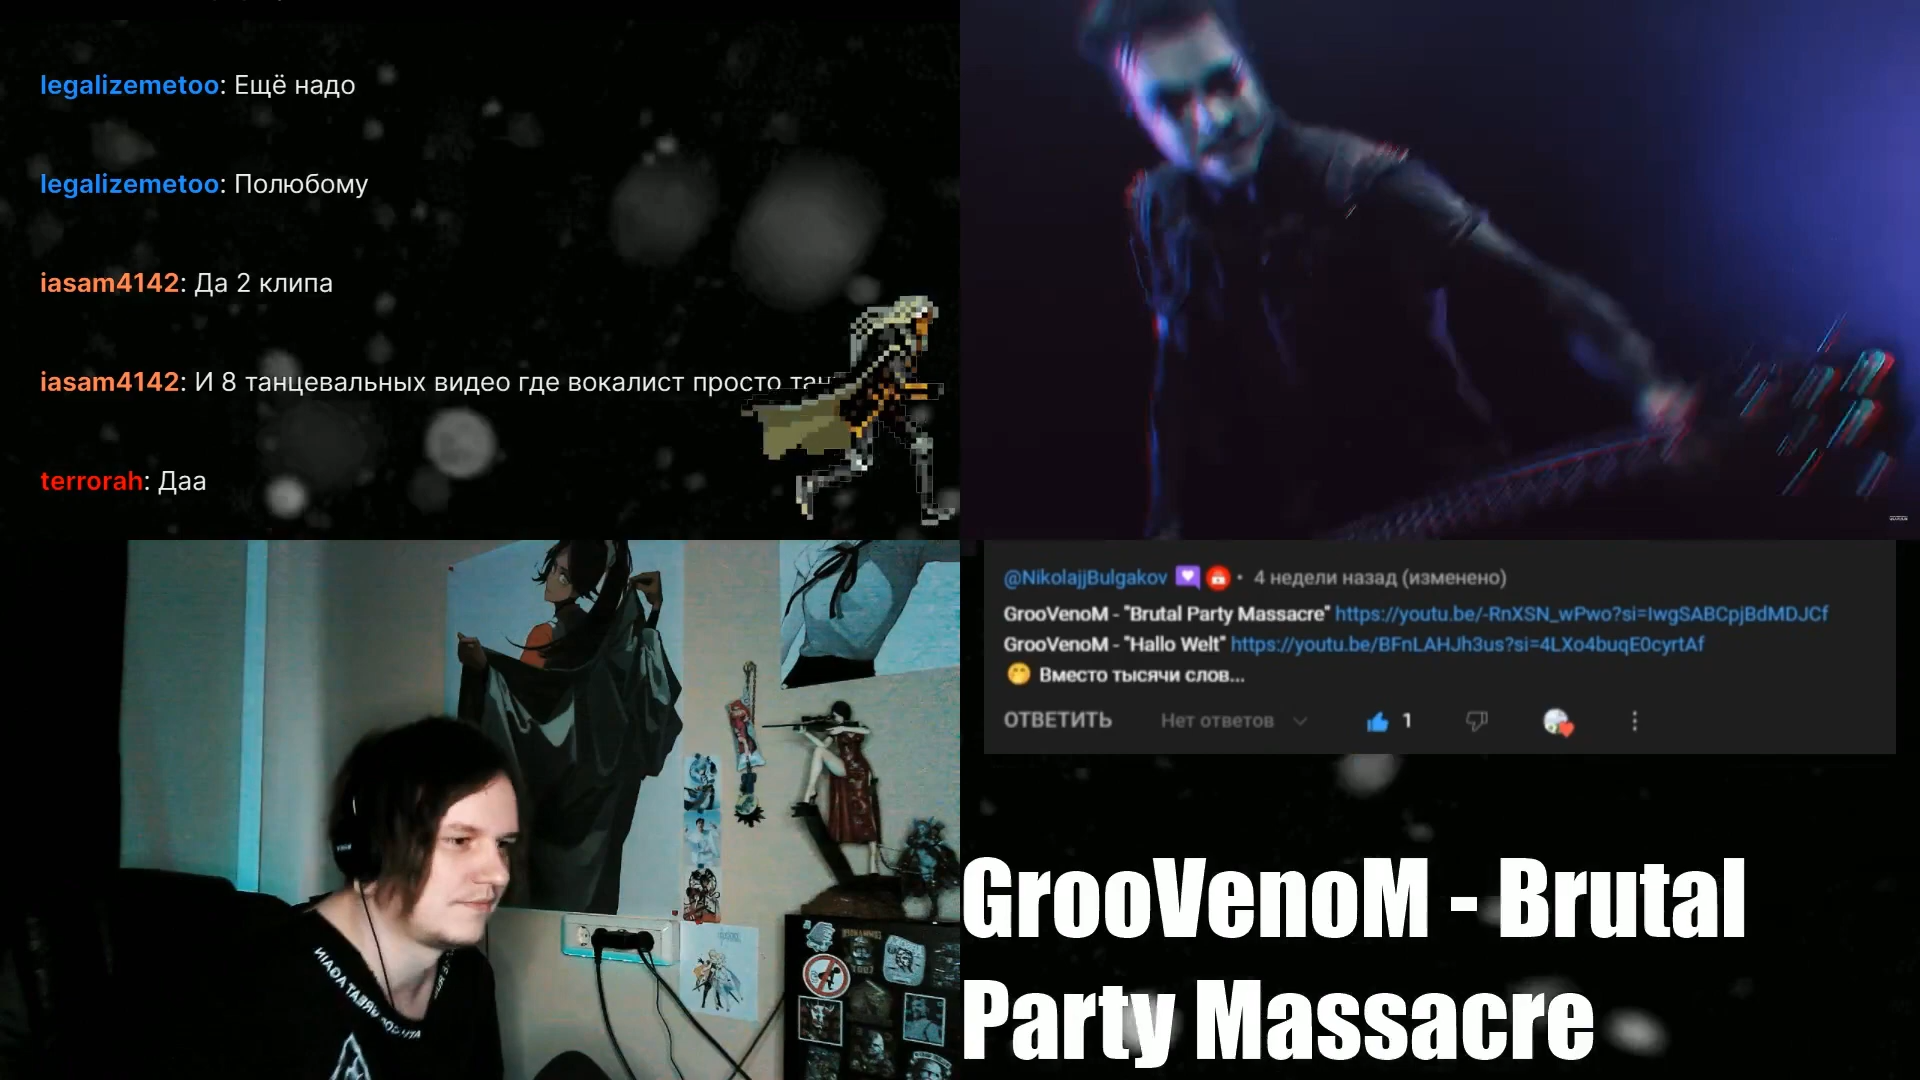 legalizemetoo: Ещё надо
legalizemetoo: Полюбому
iasam4142: Да 2 клипа
iasam4142: И 8 танцевальных видео где вокалист просто
terrorah: Даа
@NikolajjBulgakov • 4 недели назад (изменено)
GrooVenoM - "Brutal Party Massacre" https://youtu.be/-RnXSN_wPwo?si=IwgSABCpjBdMDJCf
GrooVenoM - "Hallo Welt" https://youtu.be/BFnLAHJh3us?si=4LXo4buqE0cyrtAf
🤭 Вместо тысячи слов...
ОТВЕТИТЬ Нет ответов 1
GrooVenoM - Brutal
Party Massacre